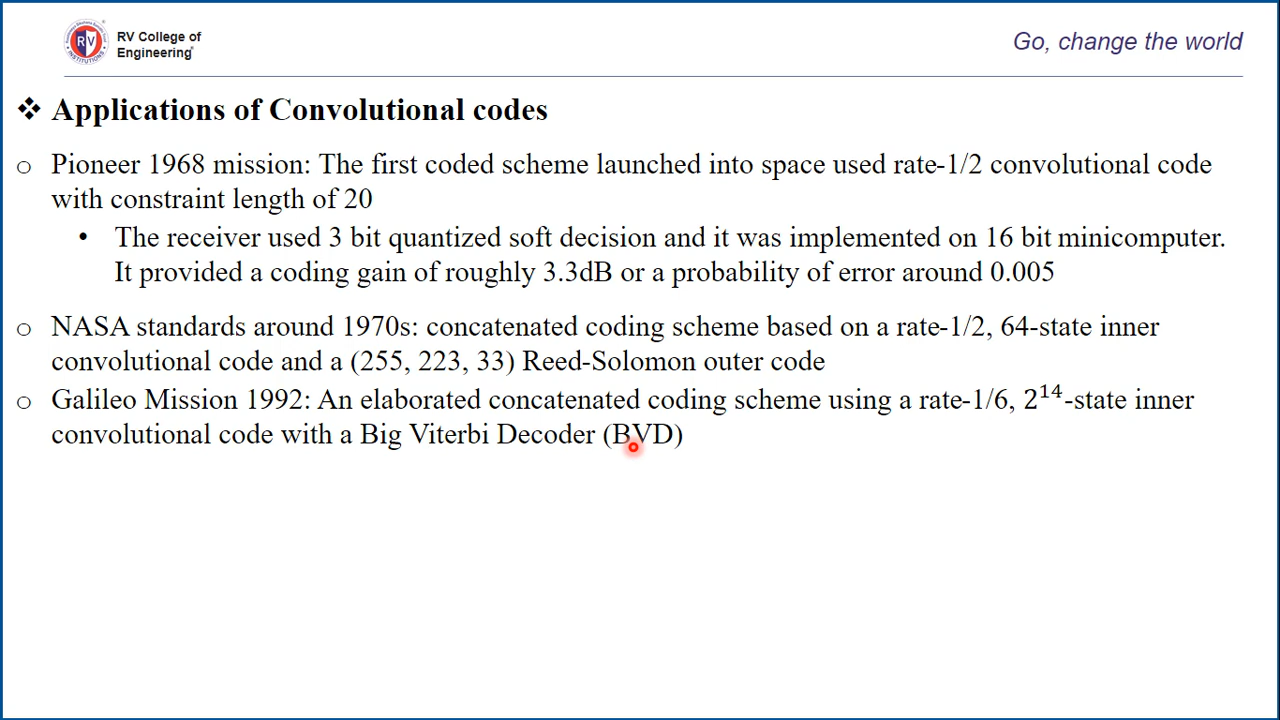 RV College of
Engineering
Go, change the world
❖ Applications of Convolutional codes
o Pioneer 1968 mission: The first coded scheme launched into space used rate-1/2 convolutional code
with constraint length of 20
• The receiver used 3 bit quantized soft decision and it was implemented on 16 bit minicomputer.
It provided a coding gain of roughly 3.3dB or a probability of error around 0.005
o NASA standards around 1970s: concatenated coding scheme based on a rate-1/2, 64-state inner
convolutional code and a (255, 223, 33) Reed-Solomon outer code
o Galileo Mission 1992: An elaborated concatenated coding scheme using a rate-1/6, 2¹⁴-state inner
convolutional code with a Big Viterbi Decoder (BVD)